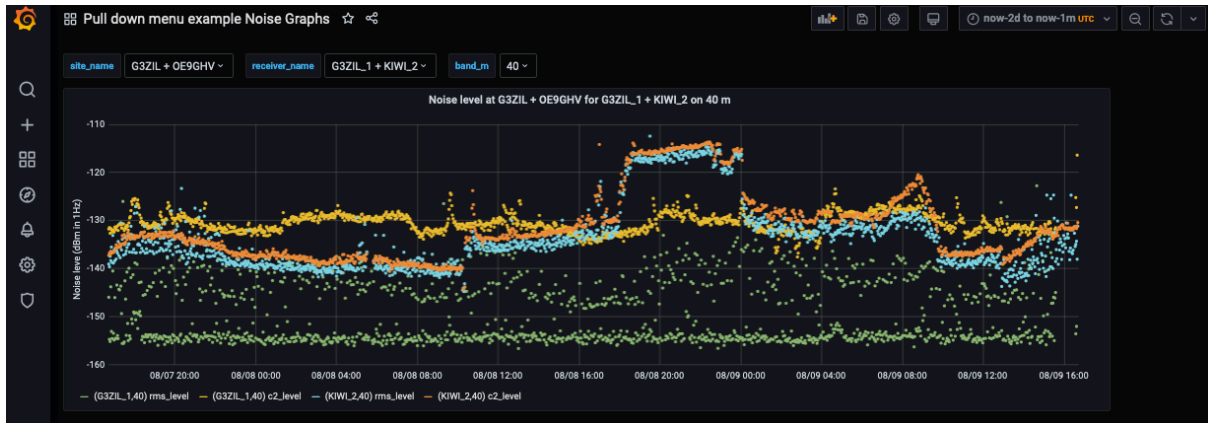 Pull down menu example Noise Graphs
now-2d to now-1m UTC
site_name G3ZIL + OE9GHV receiver_name G3ZIL_1 + KIWI_2 band_m 40
Noise level at G3ZIL + OE9GHV for G3ZIL_1 + KIWI_2 on 40 m
Noise leve (dBm in 1Hz)
-110
-120
-130
-140
-150
-160
08/07 20:00 08/08 00:00 08/08 04:00 08/08 08:00 08/08 12:00 08/08 16:00 08/08 20:00 08/09 00:00 08/09 04:00 08/09 08:00 08/09 12:00 08/09 16:00
(G3ZIL_1,40) rms_level (G3ZIL_1,40) c2_level (KIWI_2,40) rms_level (KIWI_2,40) c2_level